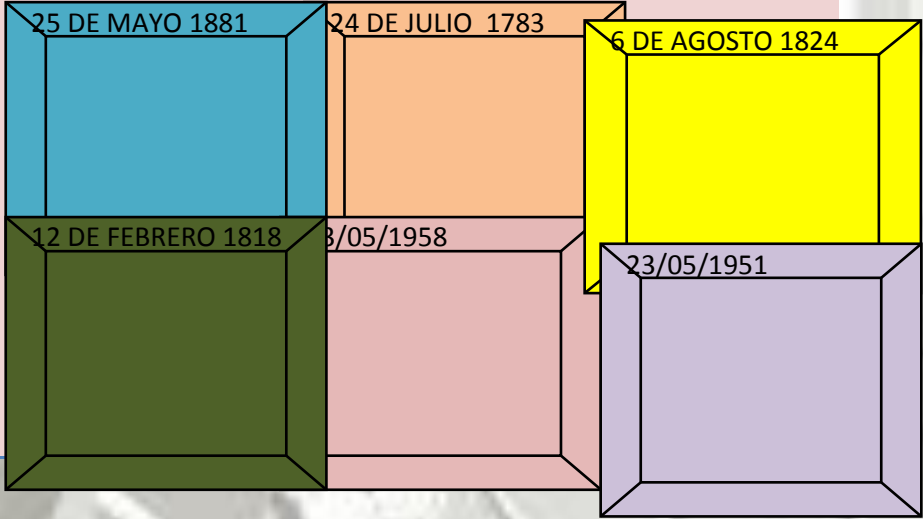 25 DE MAYO 1881
24 DE JULIO 1783
6 DE AGOSTO 1824
12 DE FEBRERO 1818
3/05/1958
23/05/1951